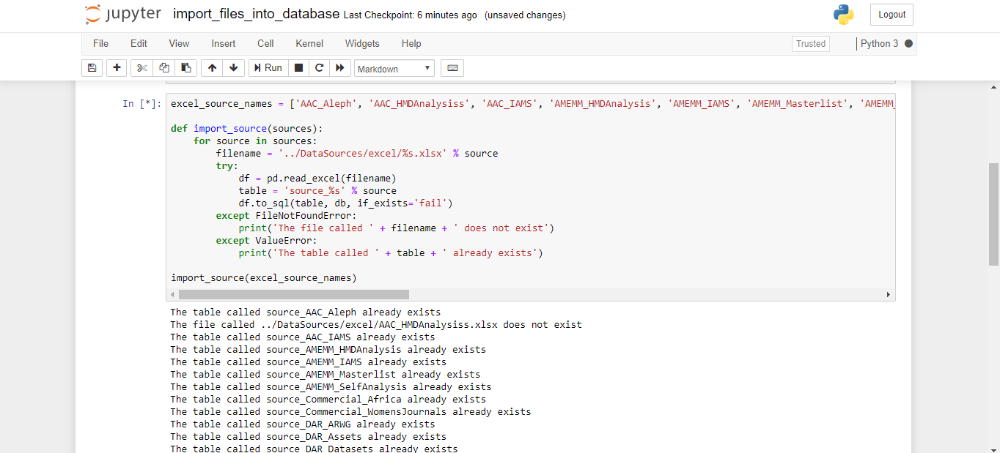 jupyter import_files_into_database Last Checkpoint: 6 minutes ago (unsaved changes) Logout
File Edit View Insert Cell Kernel Widgets Help Trusted Python 3
Run Markdown
In [*]: excel_source_names = ['AAC_Aleph', 'AAC_HMDAnalysiss', 'AAC_IAMS', 'AMEMM_HMDAnalysis', 'AMEMM_IAMS', 'AMEMM_Masterlist', 'AMEMM_
def import_source(sources):
for source in sources:
filename = '../DataSources/excel/%s.xlsx' % source
try:
df = pd.read_excel(filename)
table = 'source_%s' % source
df.to_sql(table, db, if_exists='fail')
except FileNotFoundError:
print('The file called ' + filename + ' does not exist')
except ValueError:
print('The table called ' + table + ' already exists')
import_source(excel_source_names)
The table called source_AAC_Aleph already exists
The file called ../DataSources/excel/AAC_HMDAnalysiss.xlsx does not exist
The table called source_AAC_IAMS already exists
The table called source_AMEMM_HMDAnalysis already exists
The table called source_AMEMM_IAMS already exists
The table called source_AMEMM_Masterlist already exists
The table called source_AMEMM_SelfAnalysis already exists
The table called source_Commercial_Africa already exists
The table called source_Commercial_WomensJournals already exists
The table called source_DAR_ARWG already exists
The table called source_DAR_Assets already exists
The table called source_DAR_Datasets already exists